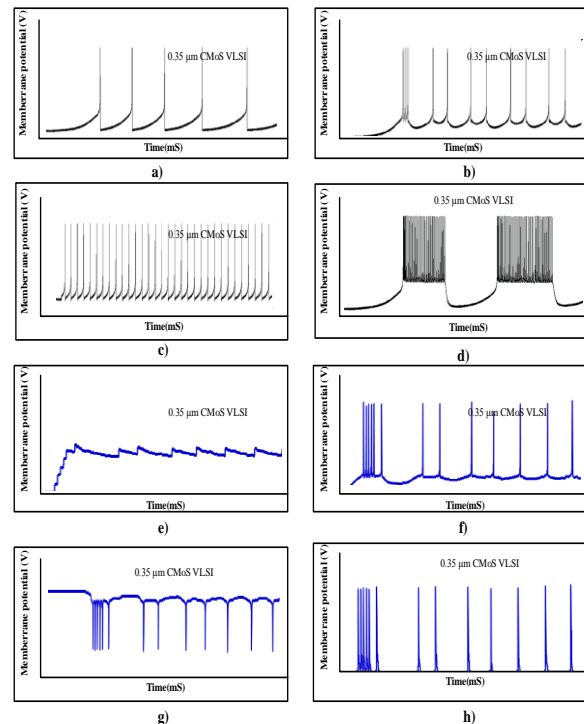 Memberrane potential (V)
0.35 µm CMoS VLSI
Time(mS)
a)
Memberrane potential (V)
0.35 µm CMoS VLSI
Time(mS)
b)
Memberrane potential (V)
0.35 µm CMoS VLSI
Time(mS)
c)
Memberrane potential (V)
0.35 µm CMoS VLSI
Time(mS)
d)
Memberrane potential (V)
0.35 µm CMoS VLSI
Time(mS)
e)
Memberrane potential (V)
0.35 µm CMoS VLSI
Time(mS)
f)
Memberrane potential (V)
0.35 µm CMoS VLSI
Time(mS)
g)
Memberrane potential (V)
0.35 µm CMoS VLSI
Time(mS)
h)